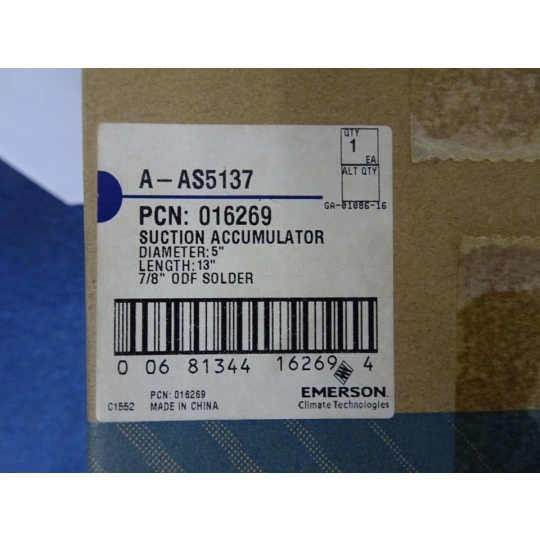 QTY
1
EA
ALT QTY
GA-01086-16
A-AS5137
PCN: 016269
SUCTION ACCUMULATOR
DIAMETER:5"
LENGTH:13"
7/8" ODF SOLDER
0 06 81344 16269 4
PCN: 016269
C1552 MADE IN CHINA
EMERSON.
Climate Technologies